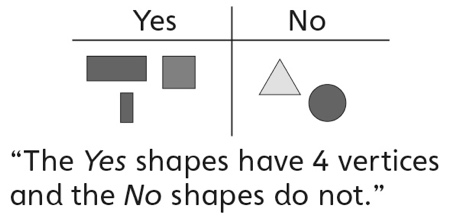 Yes No
“The Yes shapes have 4 vertices
and the No shapes do not.”